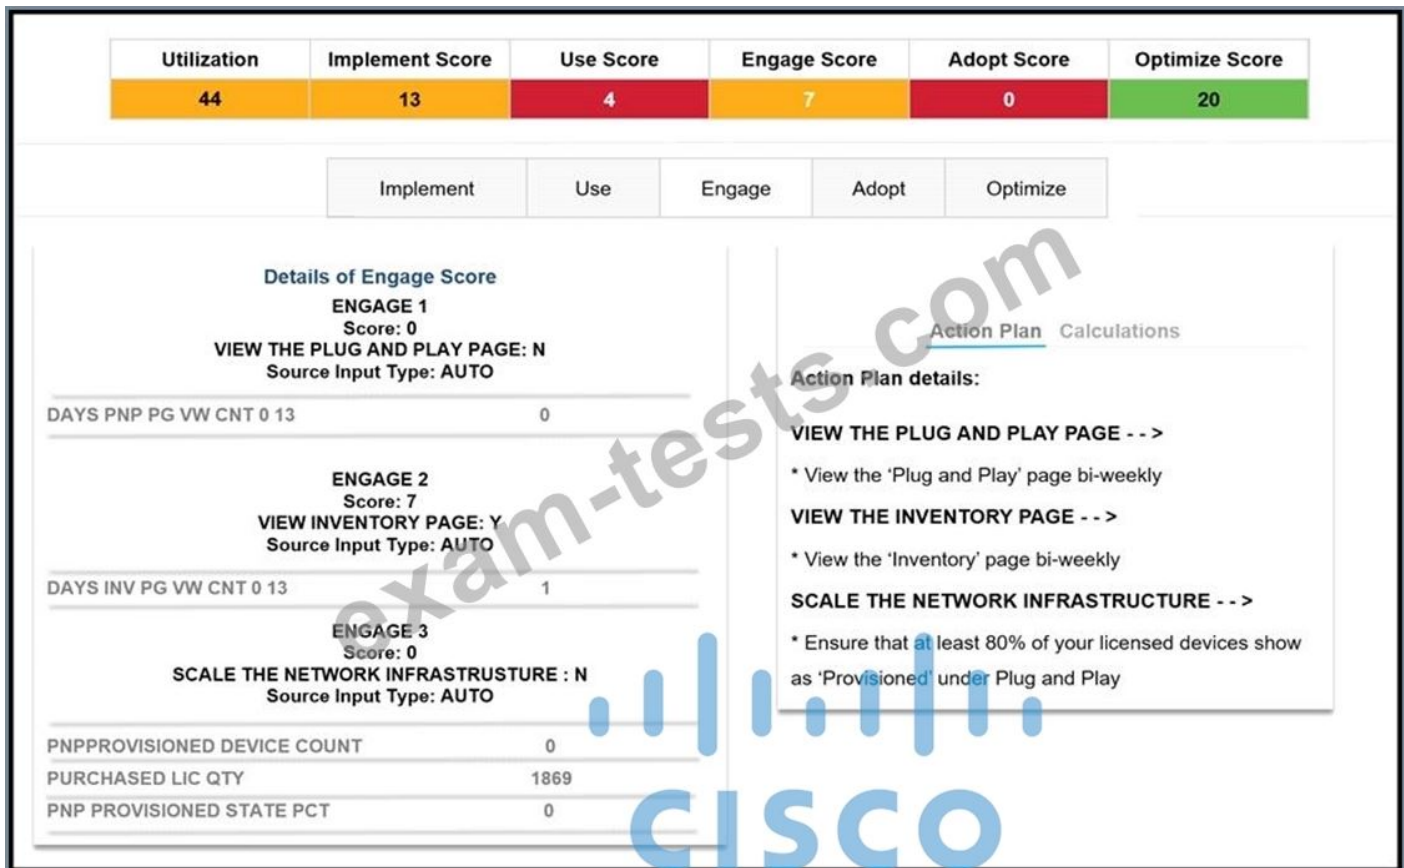 Utilization Implement Score Use Score Engage Score Adopt Score Optimize Score
44 13 4 7 0 20
Implement Use Engage Adopt Optimize
Details of Engage Score
ENGAGE 1
Score: 0
VIEW THE PLUG AND PLAY PAGE: N
Source Input Type: AUTO
DAYS PNP PG VW CNT 0 13 0
ENGAGE 2
Score: 7
VIEW INVENTORY PAGE: Y
Source Input Type: AUTO
DAYS INV PG VW CNT 0 13 1
ENGAGE 3
Score: 0
SCALE THE NETWORK INFRASTRUSTURE : N
Source Input Type: AUTO
PNPPROVISIONED DEVICE COUNT 0
PURCHASED LIC QTY 1869
PNP PROVISIONED STATE PCT 0
Action Plan Calculations
Action Plan details:
VIEW THE PLUG AND PLAY PAGE - - >
* View the ‘Plug and Play’ page bi-weekly
VIEW THE INVENTORY PAGE - - >
* View the ‘Inventory’ page bi-weekly
SCALE THE NETWORK INFRASTRUCTURE - - >
* Ensure that at least 80% of your licensed devices show
as ‘Provisioned’ under Plug and Play
exam-tests.com
CISCO